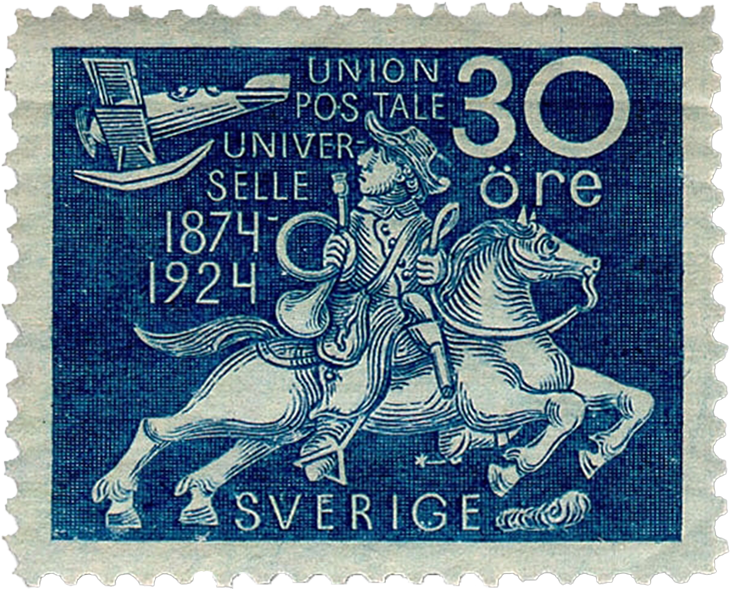 UNION
POSTALE
UNIVER-
SELLE
1874-
1924
30
öre
SVERIGE